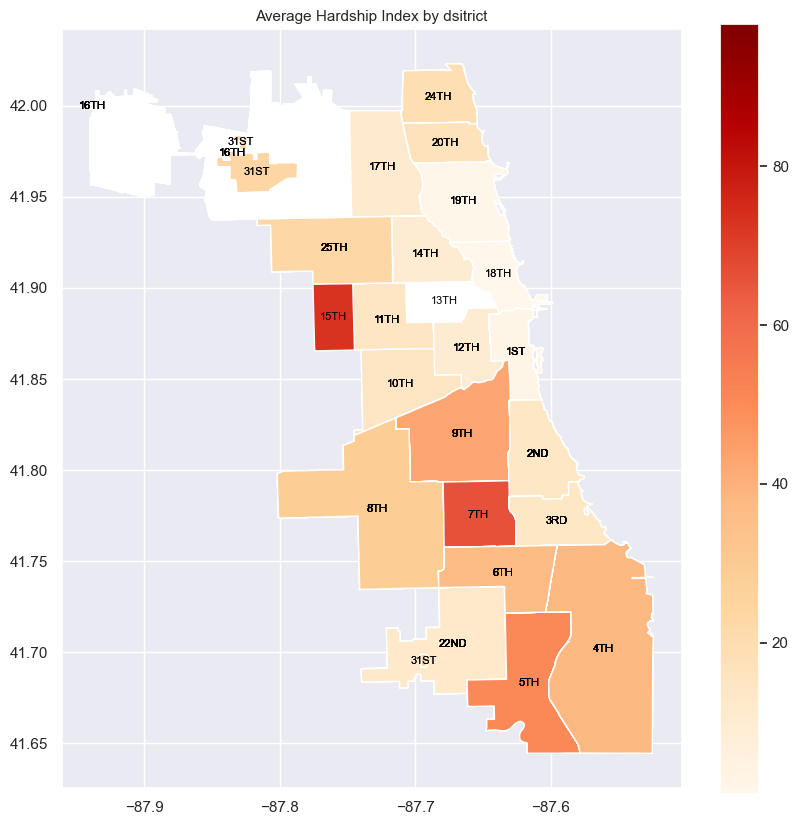 Average Hardship Index by dsitrict
42.00
41.95
41.90
41.85
41.80
41.75
41.70
41.65
−87.9
−87.8
−87.7
−87.6
80
60
40
20
16TH
31ST
16TH
31ST
24TH
20TH
17TH
19TH
25TH
14TH
18TH
15TH
11TH
13TH
12TH
1ST
10TH
9TH
2ND
8TH
7TH
3RD
6TH
22ND
31ST
4TH
5TH